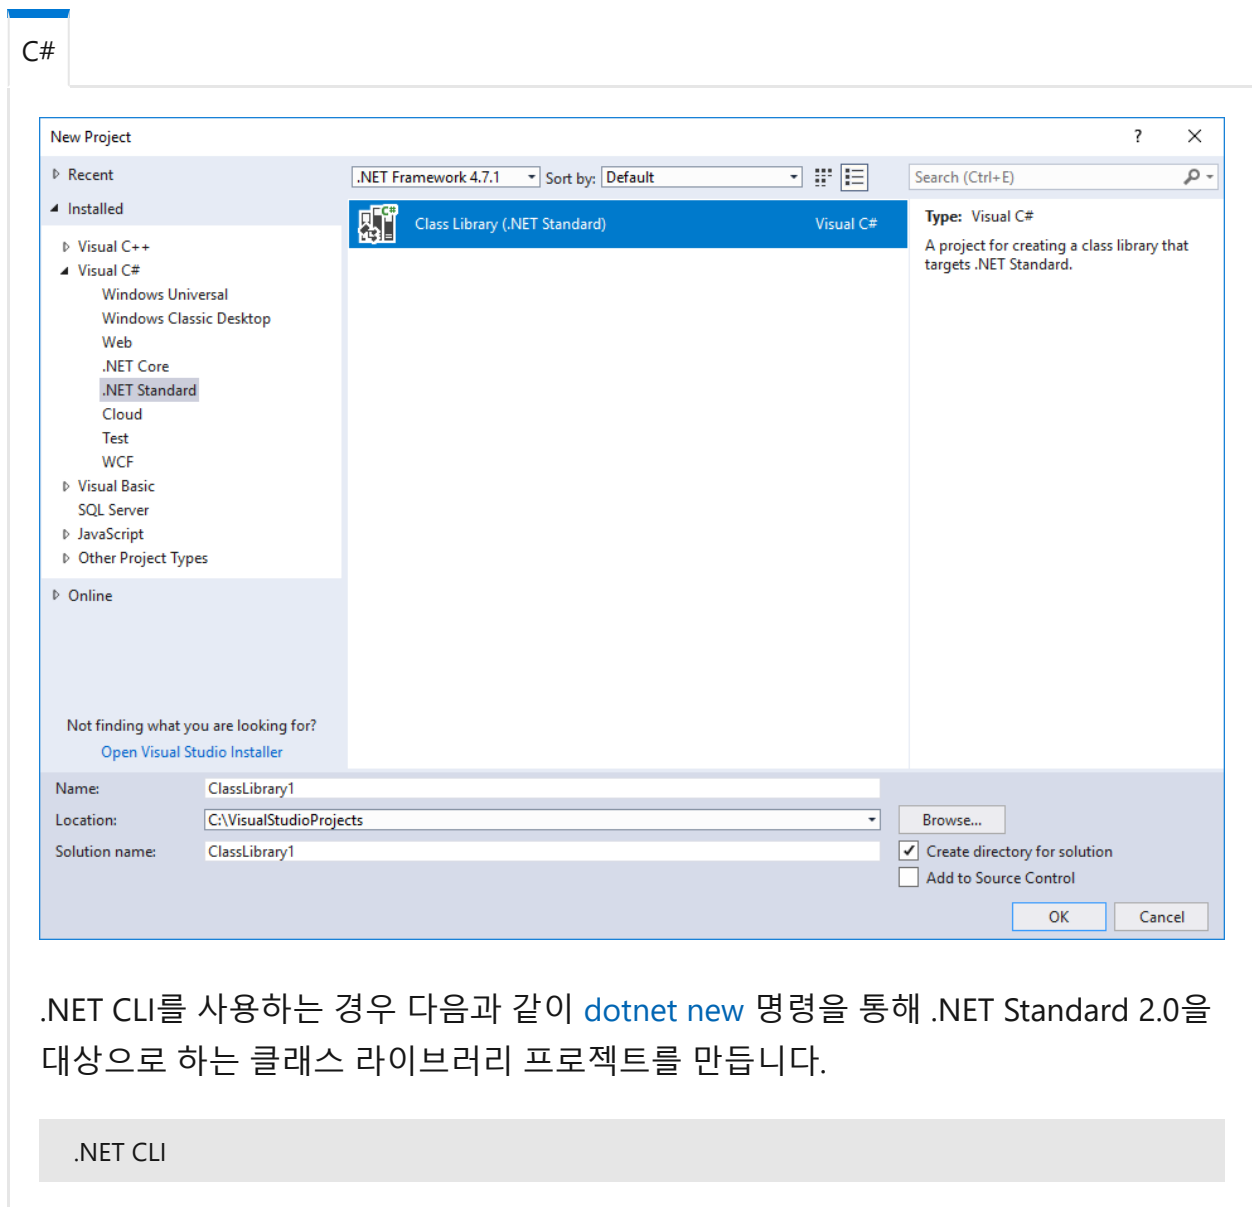 C#
New Project
?
Recent
.NET Framework 4.7.1
Sort by:
Default
Search (Ctrl+E)
Installed
Visual C++
Visual C#
Windows Universal
Windows Classic Desktop
Web
.NET Core
.NET Standard
Cloud
Test
WCF
Visual Basic
SQL Server
JavaScript
Other Project Types
Online
Not finding what you are looking for?
Open Visual Studio Installer
C#
Class Library (.NET Standard)
Visual C#
Type: Visual C#
A project for creating a class library that
targets .NET Standard.
Name:
ClassLibrary1
Location:
C:\VisualStudioProjects
Browse...
Solution name:
ClassLibrary1
Create directory for solution
Add to Source Control
OK
Cancel
.NET CLI를 사용하는 경우 다음과 같이 dotnet new 명령을 통해 .NET Standard 2.0을
대상으로 하는 클래스 라이브러리 프로젝트를 만듭니다.
.NET CLI